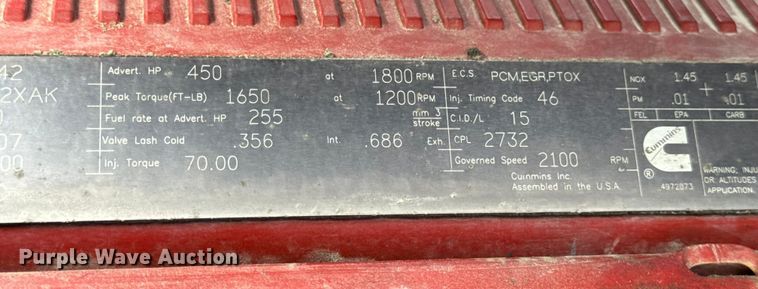 42
2XAK
0
07
00
Advert. HP 450 at 1800 RPM
Peak Torque(FT-LB) 1650 at 1200 RPM
Fuel rate at Advert. HP 255 mm 3 stroke
Valve Lash Cold .356 Int. .686 Exh.
Inj. Torque 70.00
E.C.S. PCM,EGR,PTOX
Inj. Timing Code 46
C.I.D./L 15
CPL 2732
Governed Speed 2100 RPM
Cummins Inc.
Assembled in the U.S.A.
NOX 1.45 + 1.45
PM .01 .01
FEL EPA CARB
Cummins
®
4972873
WARNING; INJU
OR ALTITUDES
APPLICATION.
Purple Wave Auction